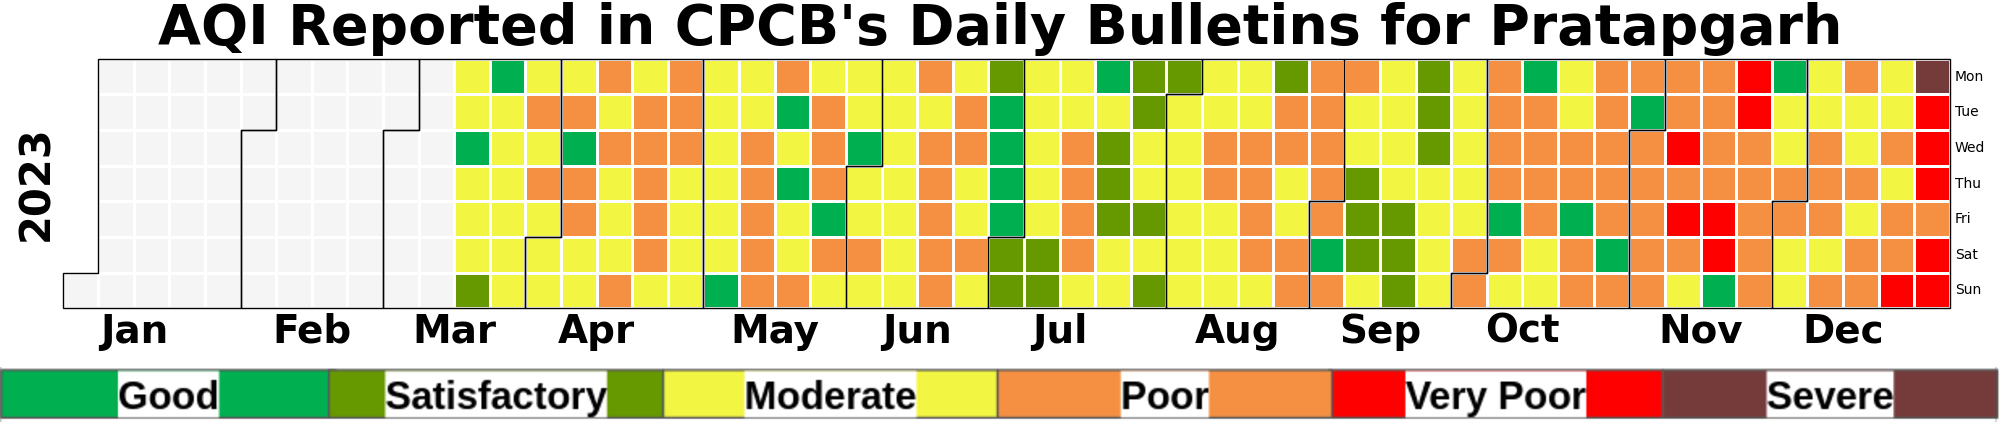 AQI Reported in CPCB's Daily Bulletins for Pratapgarh
2023
Mon
Tue
Wed
Thu
Fri
Sat
Sun
Jan Feb Mar Apr May Jun Jul Aug Sep Oct Nov Dec
Good Satisfactory Moderate Poor Very Poor Severe